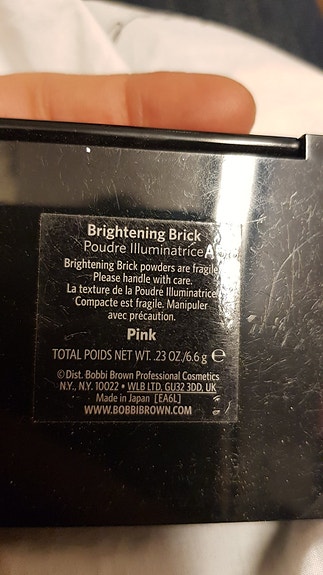 Brightening Brick
Poudre IlluminatriceA
Brightening Brick powders are fragile
Please handle with care.
La texture de la Poudre Illuminatrice
Compacte est fragile. Manipuler
avec précaution.
Pink
TOTAL POIDS NET WT. .23 OZ./6.6 g ℮
©Dist. Bobbi Brown Professional Cosmetics
N.Y., N.Y. 10022 • WLB LTD. GU32 3DD. UK
Made in Japan [EA6L]
WWW.BOBBIBROWN.COM